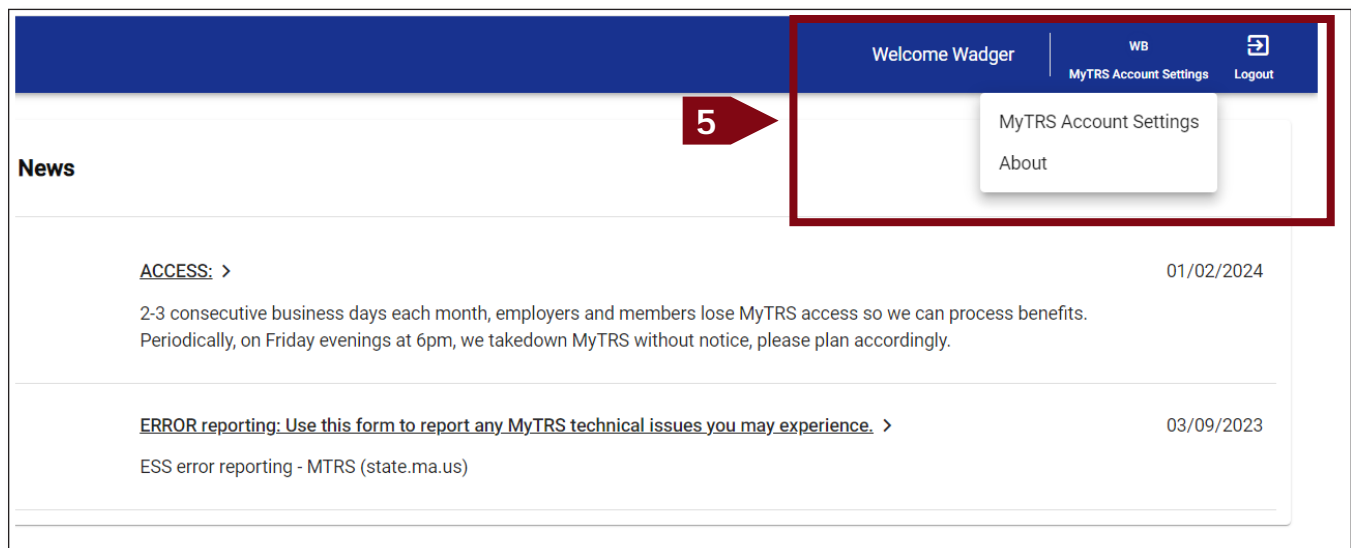 Welcome Wadger
WB
MyTRS Account Settings
Logout
5
MyTRS Account Settings
About
News
ACCESS: >
01/02/2024
2-3 consecutive business days each month, employers and members lose MyTRS access so we can process benefits.
Periodically, on Friday evenings at 6pm, we takedown MyTRS without notice, please plan accordingly.
ERROR reporting: Use this form to report any MyTRS technical issues you may experience. >
03/09/2023
ESS error reporting - MTRS (state.ma.us)